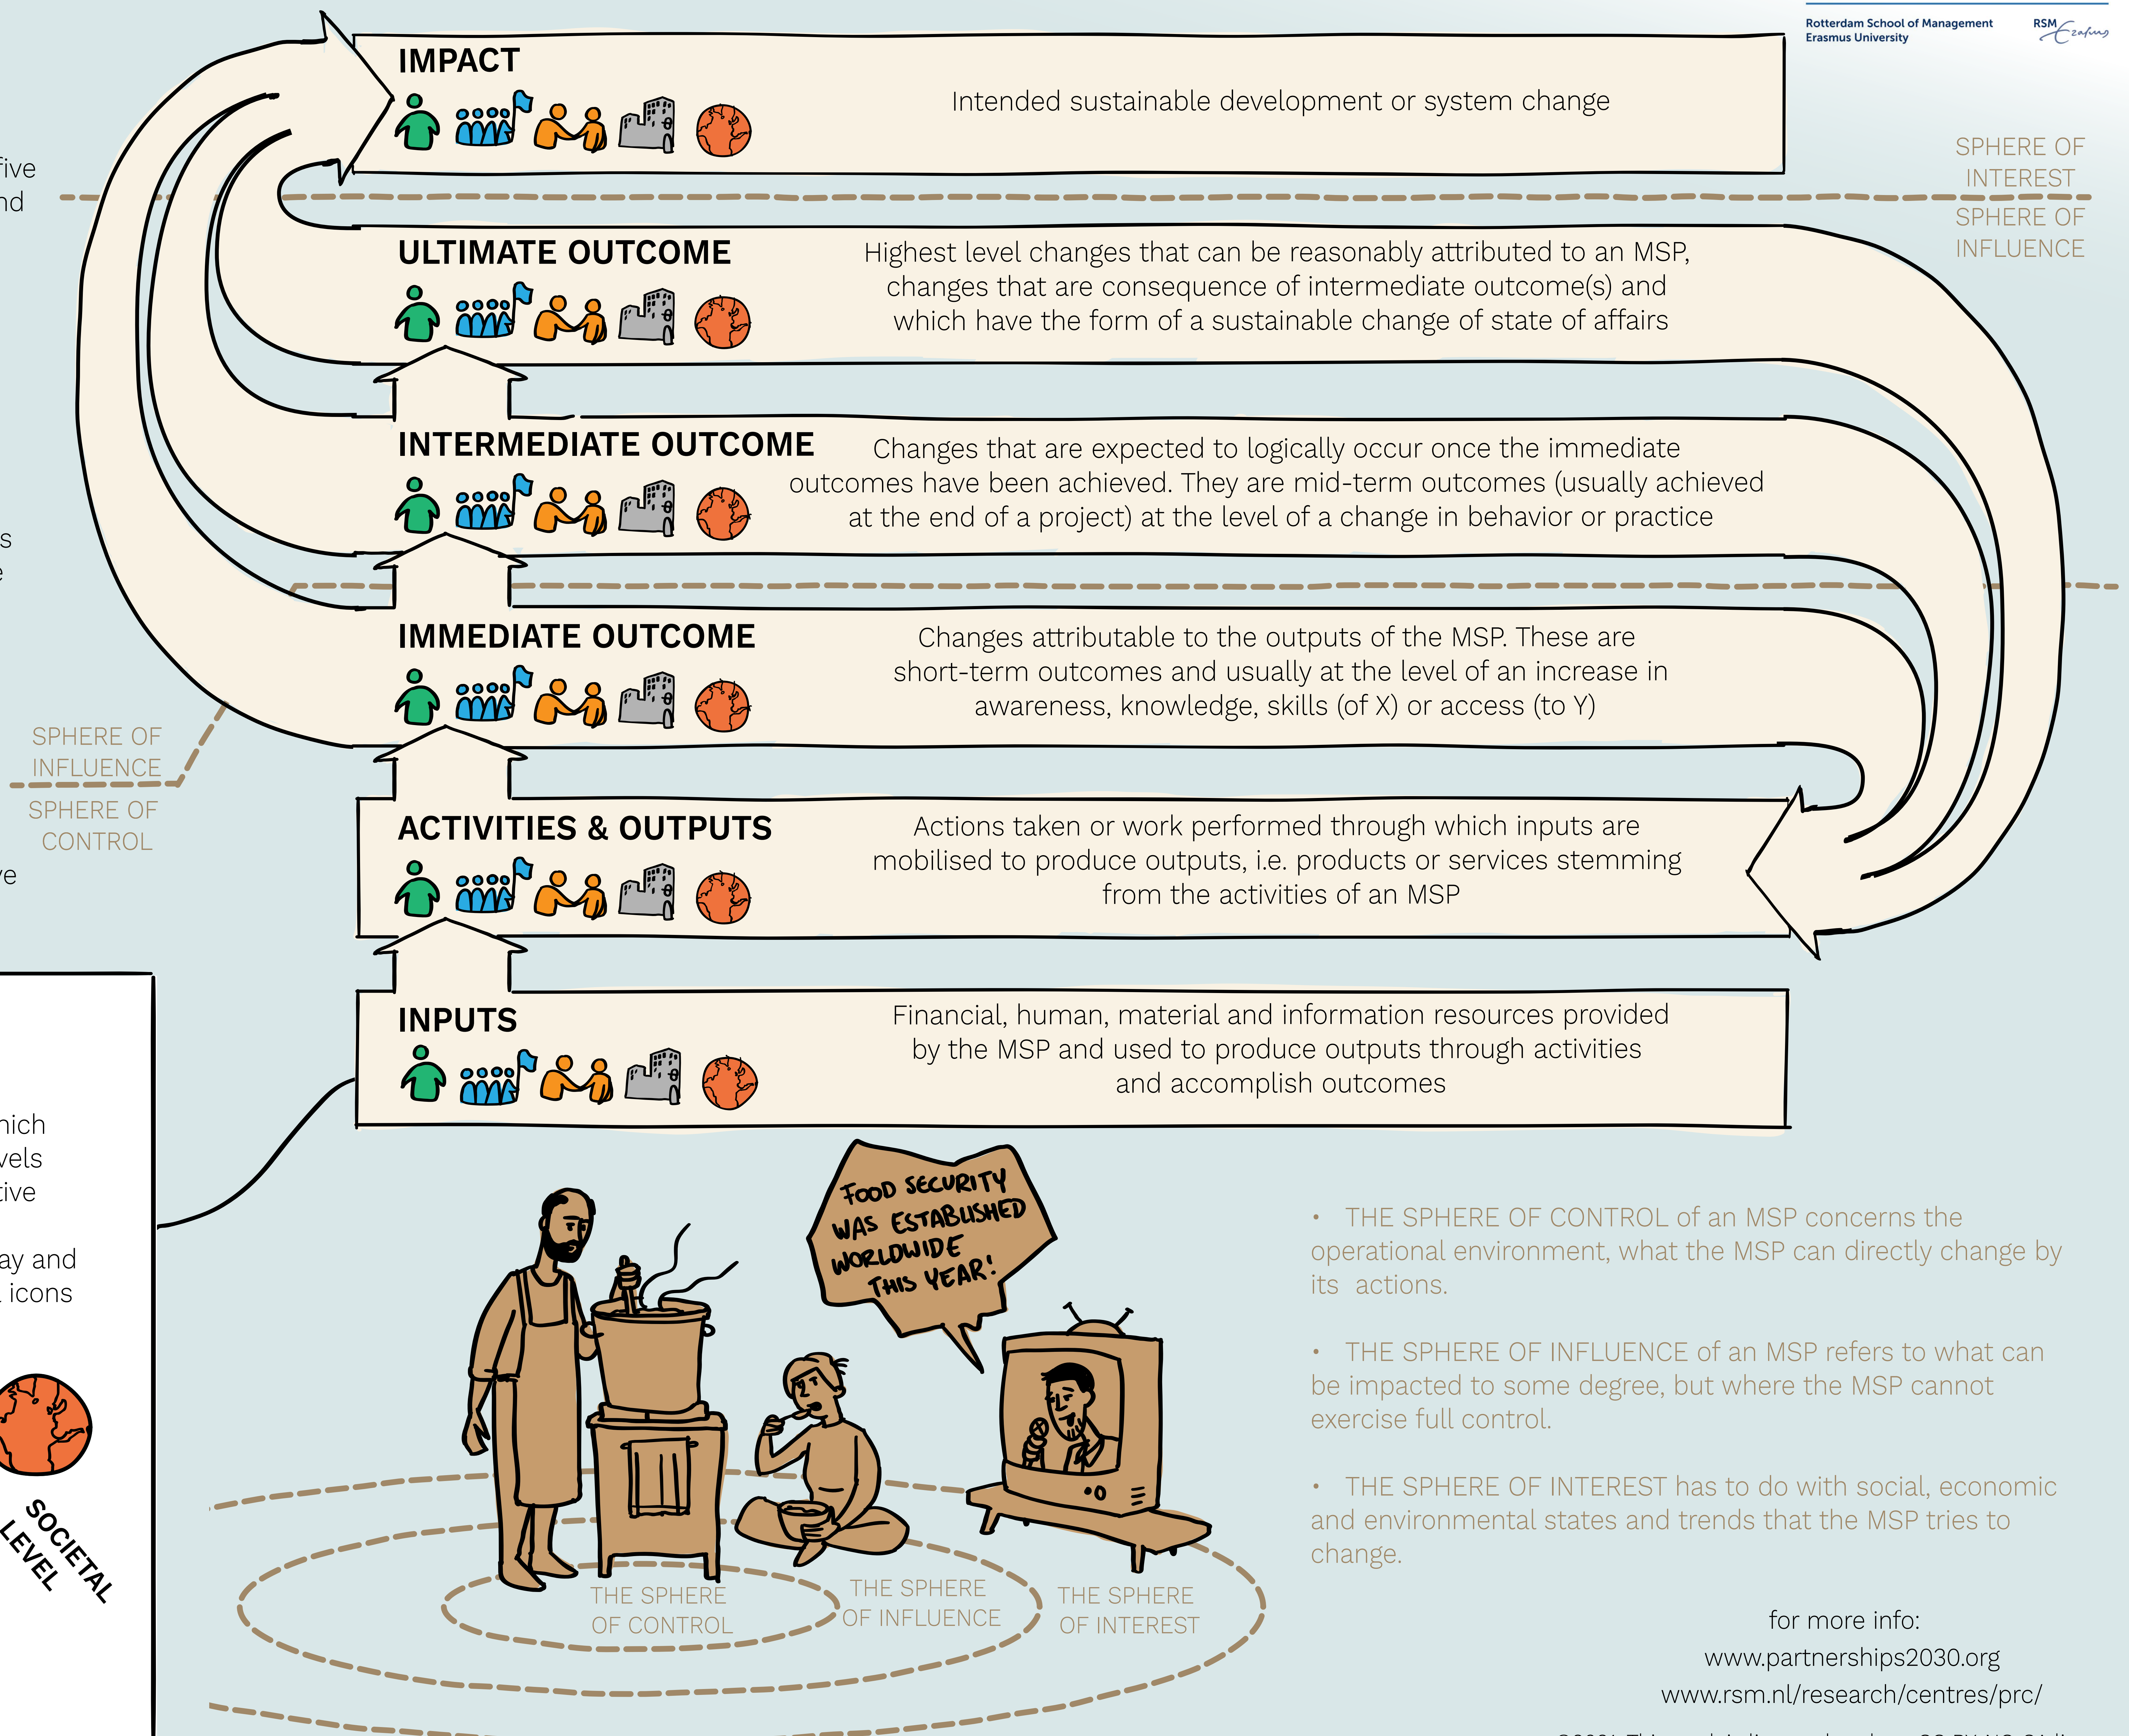 Rotterdam School of Management
Erasmus University
RSM
Erasmus
IMPACT
Intended sustainable development or system change
five
nd
SPHERE OF
INTEREST
SPHERE OF
INFLUENCE
ULTIMATE OUTCOME
Highest level changes that can be reasonably attributed to an MSP,
changes that are consequence of intermediate outcome(s) and
which have the form of a sustainable change of state of affairs
INTERMEDIATE OUTCOME
Changes that are expected to logically occur once the immediate
outcomes have been achieved. They are mid-term outcomes (usually achieved
at the end of a project) at the level of a change in behavior or practice
s
e
IMMEDIATE OUTCOME
Changes attributable to the outputs of the MSP. These are
short-term outcomes and usually at the level of an increase in
awareness, knowledge, skills (of X) or access (to Y)
SPHERE OF
INFLUENCE
SPHERE OF
CONTROL
ve
ACTIVITIES & OUTPUTS
Actions taken or work performed through which inputs are
mobilised to produce outputs, i.e. products or services stemming
from the activities of an MSP
INPUTS
Financial, human, material and information resources provided
by the MSP and used to produce outputs through activities
and accomplish outcomes
hich
vels
tive
ay and
icons
SOCIETAL
LEVEL
FOOD SECURITY
WAS ESTABLISHED
WORLDWIDE
THIS YEAR!
THE SPHERE
OF CONTROL
THE SPHERE
OF INFLUENCE
THE SPHERE
OF INTEREST
• THE SPHERE OF CONTROL of an MSP concerns the
operational environment, what the MSP can directly change by
its actions.
• THE SPHERE OF INFLUENCE of an MSP refers to what can
be impacted to some degree, but where the MSP cannot
exercise full control.
• THE SPHERE OF INTEREST has to do with social, economic
and environmental states and trends that the MSP tries to
change.
for more info:
www.partnerships2030.org
www.rsm.nl/research/centres/prc/